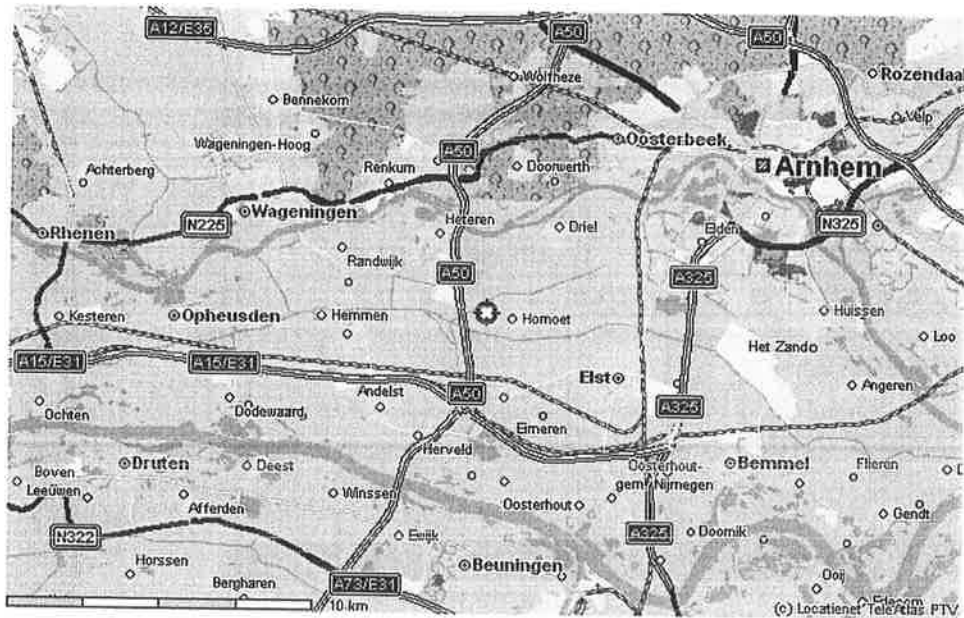 A12/E35
A50
A50
Rozendaal
Wolfheze
Bennekom
Velp
Wageningen-Hoog
Oosterbeek
A50
Arnhem
Achterberg
Renkum
Doorwerth
Wageningen
N225
Rhenen
Heteren
Driel
Elden
N325
Randwijk
A50
A325
Kesteren
Opheusden
Hemmen
Homoet
Huissen
Loo
Het Zando
A15/E31
A15/E31
Elst
Angeren
Andelst
A50
Ochten
Dodewaard
A325
Eimeren
Herveld
Boven
Leeuwen
Druten
Deest
Oosterhout-
gem Nijmegen
Bemmel
Flieren
Winssen
Oosterhout
Afferden
Gendt
N322
Ewijk
A325
Doornik
Horssen
Beuningen
Ooij
Bergharen
A73/E31
10 km
(c) Locatienet TeleAtlas PTV